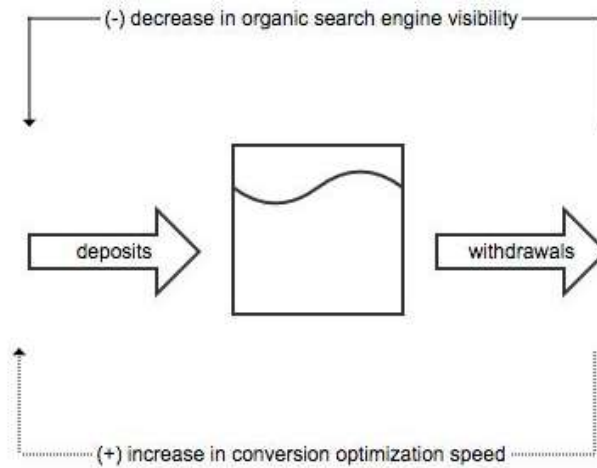 (-) decrease in organic search engine visibility
deposits
withdrawals
(+) increase in conversion optimization speed